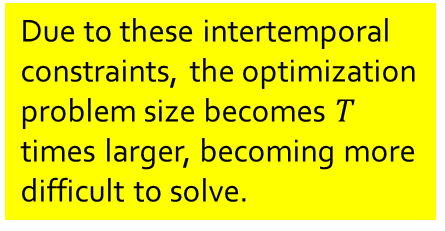 Due to these intertemporal
constraints, the optimization
problem size becomes T
times larger, becoming more
difficult to solve.